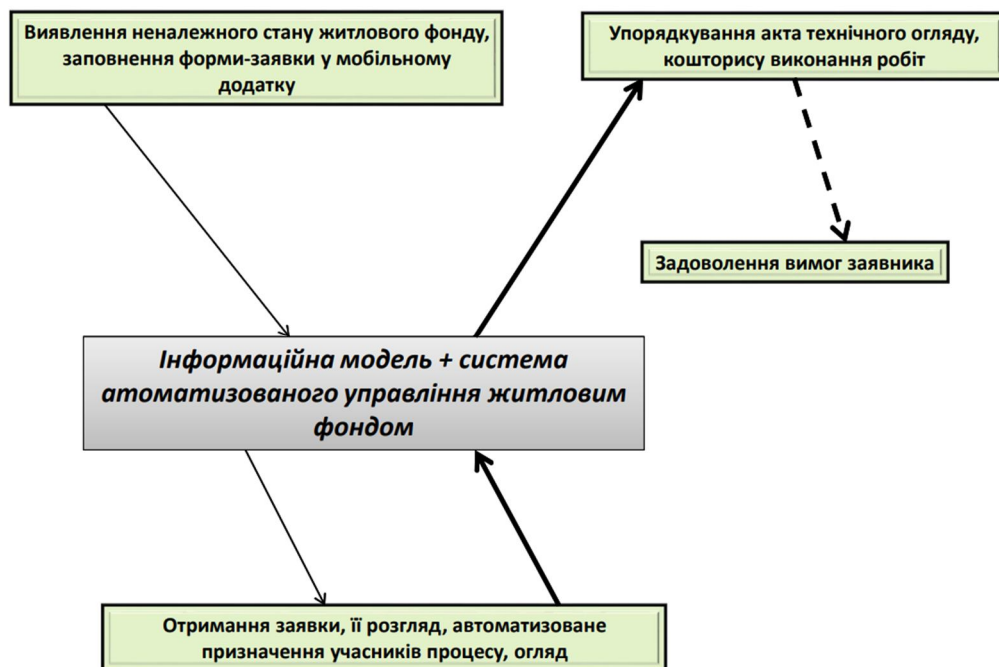 Виявлення неналежного стану житлового фонду,
заповнення форми-заявки у мобільному
додатку
Упорядкування акта технічного огляду,
кошторису виконання робіт
Задоволення вимог заявника
Інформаційна модель + система
атоматизованого управління житловим
фондом
Отримання заявки, її розгляд, автоматизоване
призначення учасників процесу, огляд